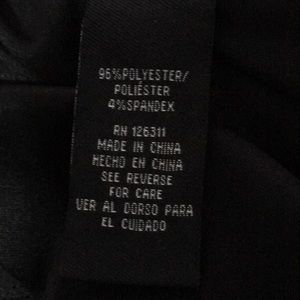 96%POLYESTER/
POLIÉSTER
4%SPANDEX
RN 126311
MADE IN CHINA
HECHO EN CHINA
SEE REVERSE
FOR CARE
VER AL DORSO PARA
EL CUIDADO